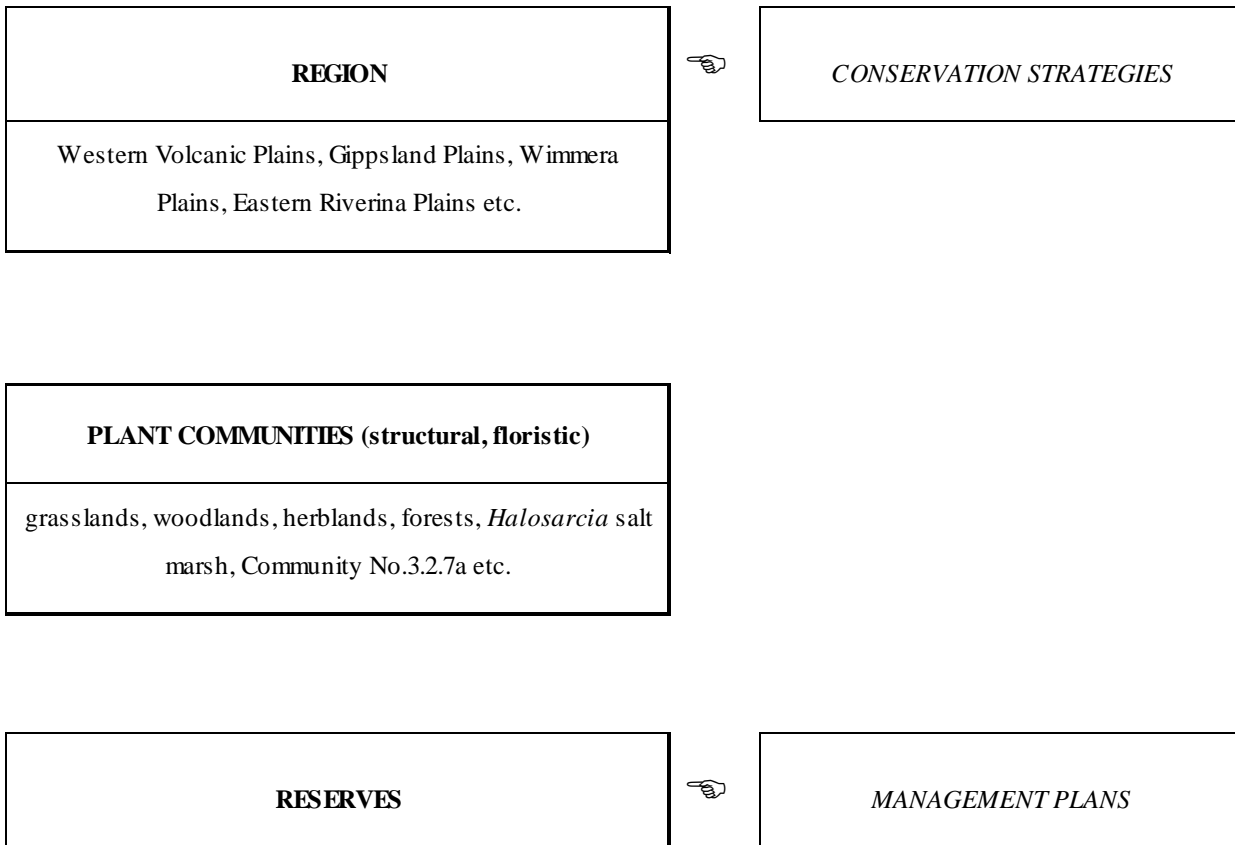 REGION
☜
CONSERVATION STRATEGIES
Western Volcanic Plains, Gippsland Plains, Wimmera
Plains, Eastern Riverina Plains etc.
PLANT COMMUNITIES (structural, floristic)
grasslands, woodlands, herblands, forests, Halosarcia salt
marsh, Community No.3.2.7a etc.
RESERVES
☜
MANAGEMENT PLANS